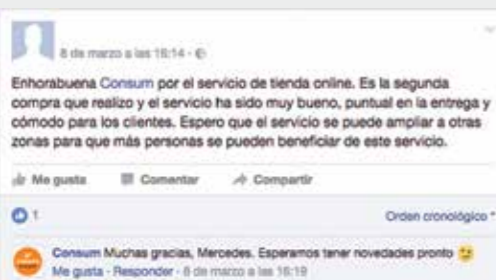 8 de marzo a las 16:14 ·
Enhorabuena Consum por el servicio de tienda online. Es la segunda
compra que realizo y el servicio ha sido muy bueno, puntual en la entrega y
cómodo para los clientes. Espero que el servicio se puede ampliar a otras
zonas para que más personas se pueden beneficiar de este servicio.
Me gusta Comentar Compartir
1 Orden cronológico
Consum Muchas gracias, Mercedes. Esperamos tener novedades pronto 😉
Me gusta · Responder · 8 de marzo a las 16:19